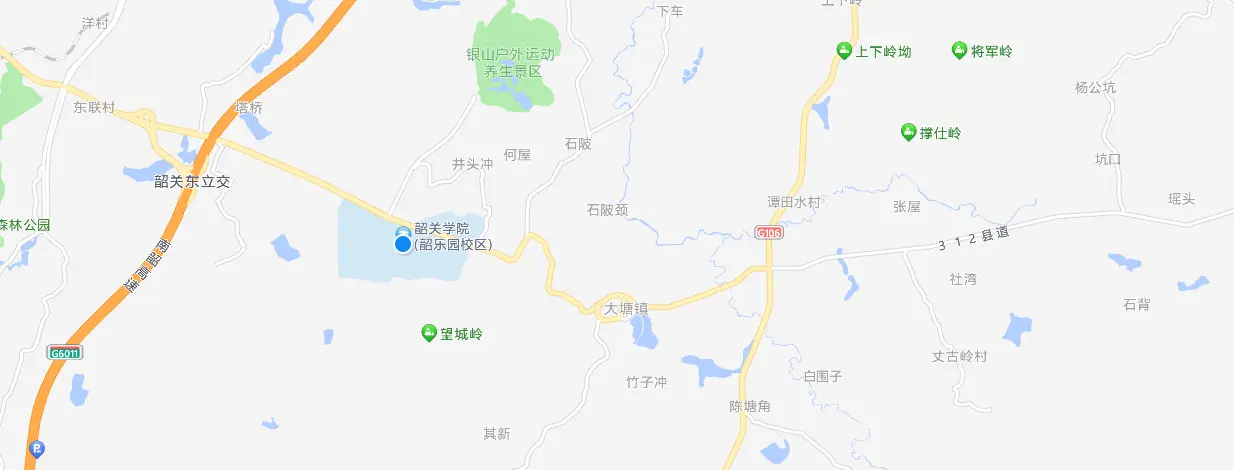 下车
上下岭
洋村
上下岭坳
将军岭
银山户外运动
养生景区
杨公坑
东联村
塔桥
撑仕岭
石陂
何屋
井头冲
坑口
韶关东立交
瑶头
谭田水村
张屋
石陂颈
森林公园
韶关学院
(韶乐园校区)
G106
312县道
南韶高速
社湾
石背
大塘镇
望城岭
G6011
丈古岭村
白围子
竹子冲
陈塘角
其新
P